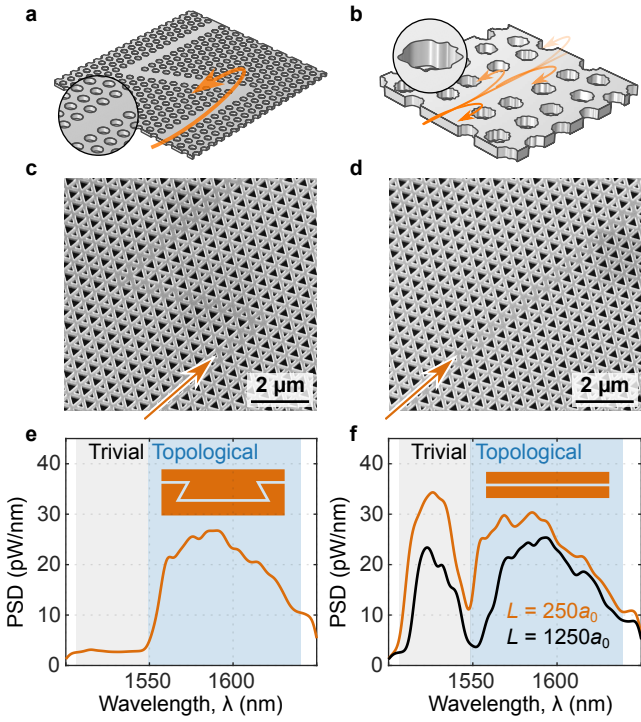 a
b
c
d
2 μm
2 μm
e
f
Trivial Topological
40
30
20
10
0
PSD (pW/nm)
1550
1600
Wavelength, λ (nm)
Trivial Topological
40
30
20
10
0
PSD (pW/nm)
L = 250a₀
L = 1250a₀
1550
1600
Wavelength, λ (nm)